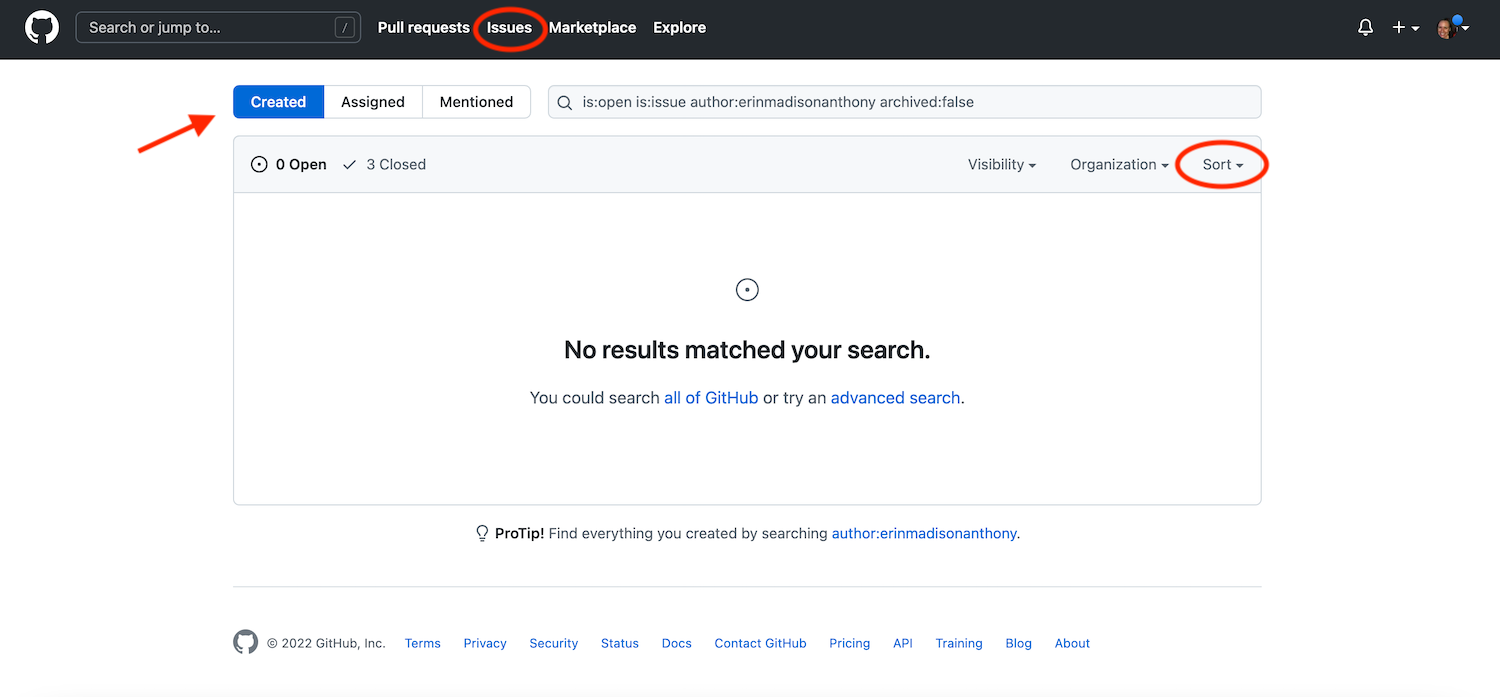 Search or jump to... / Pull requests Issues Marketplace Explore
Created Assigned Mentioned is:open is:issue author:erinmadisonanthony archived:false
0 Open 3 Closed Visibility Organization Sort
No results matched your search.
You could search all of GitHub or try an advanced search.
ProTip! Find everything you created by searching author:erinmadisonanthony.
© 2022 GitHub, Inc. Terms Privacy Security Status Docs Contact GitHub Pricing API Training Blog About